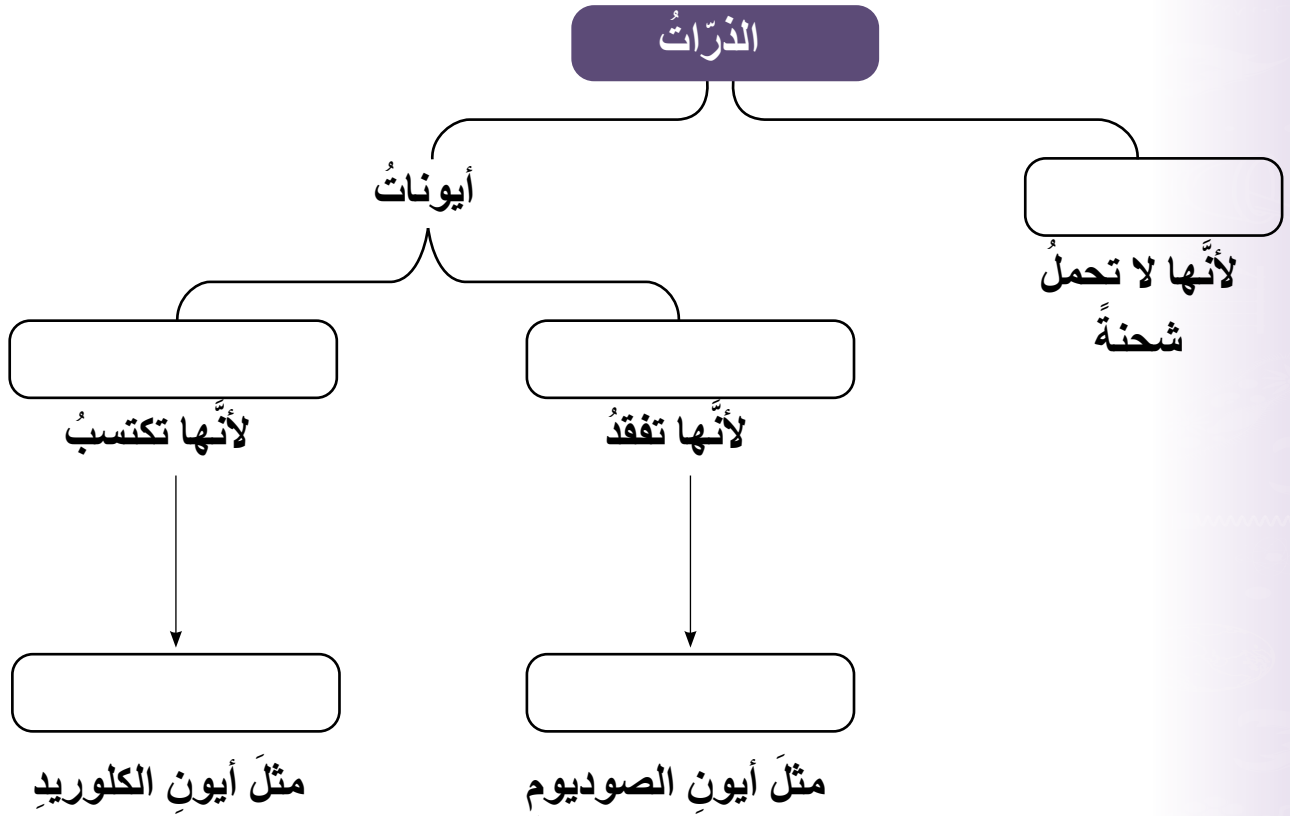 الذرّاتُ
أيوناتُ
لأنَّها لا تحملُ
شحنةً
لأنَّها تفقدُ
لأنَّها تكتسبُ
مثلَ أيونِ الصوديوم
مثلَ أيونِ الكلوريدِ